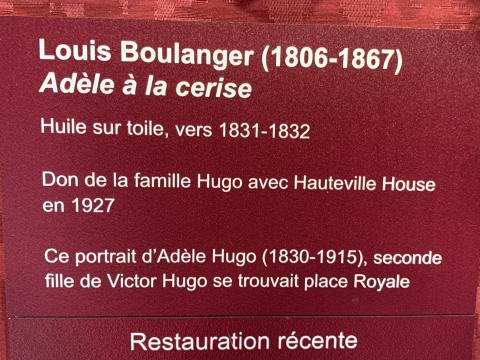 Louis Boulanger (1806-1867)
Adèle à la cerise
Huile sur toile, vers 1831-1832
Don de la famille Hugo avec Hauteville House
en 1927
Ce portrait d'Adèle Hugo (1830-1915), seconde
fille de Victor Hugo se trouvait place Royale
Restauration récente